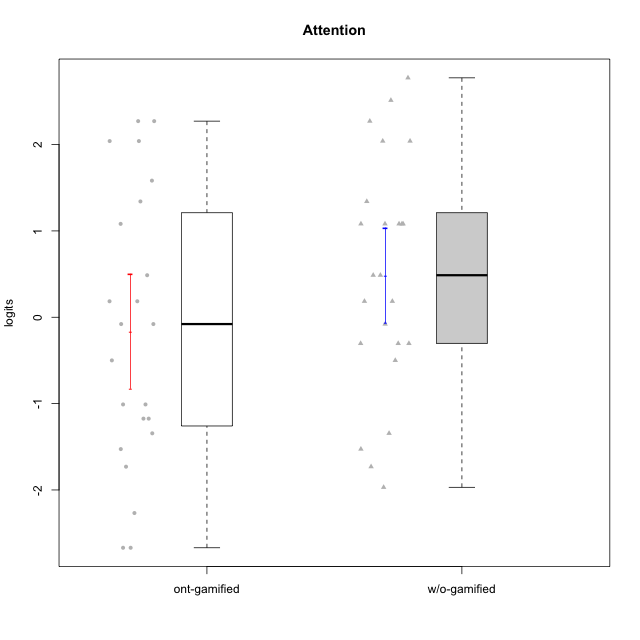 Attention
logits
2
1
0
-1
-2
ont-gamified
w/o-gamified